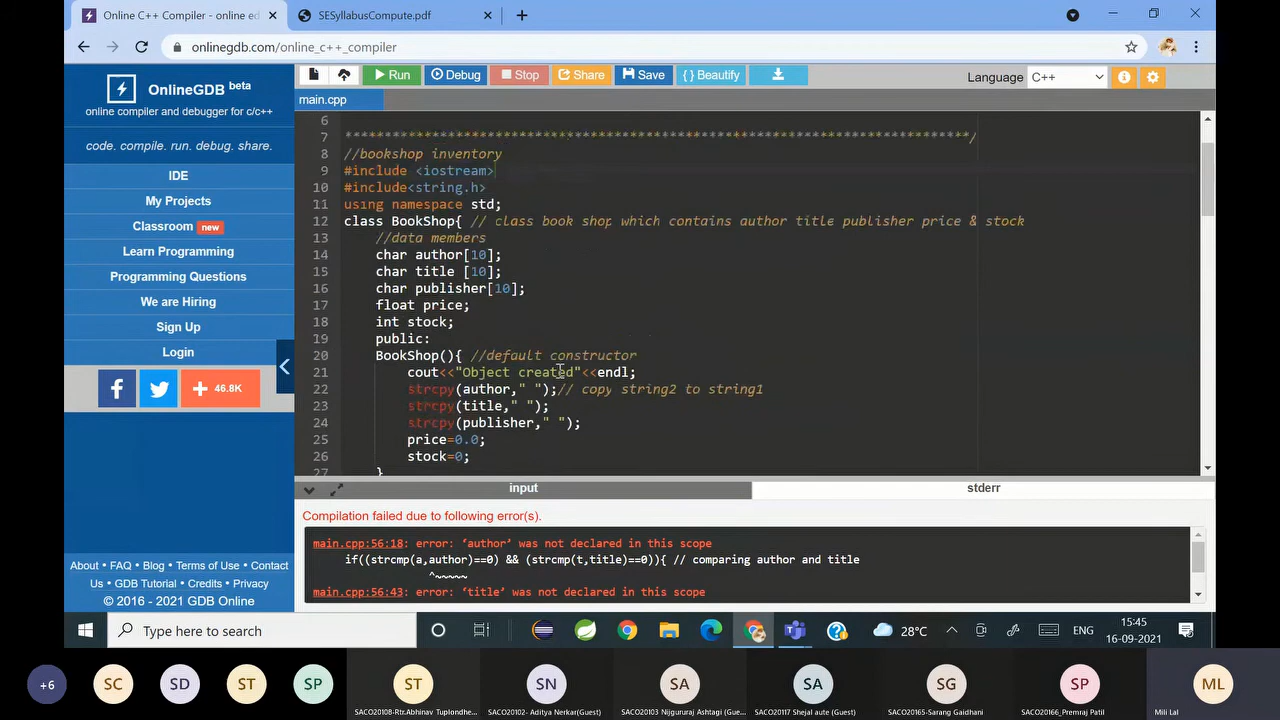 Online C++ Compiler - online ed
SESyllabusCompute.pdf
onlinegdb.com/online_c++_compiler
OnlineGDB beta
online compiler and debugger for c/c++
code. compile. run. debug. share.
IDE
My Projects
Classroom new
Learn Programming
Programming Questions
We are Hiring
Sign Up
Login
46.8K
About • FAQ • Blog • Terms of Use • Contact
Us • GDB Tutorial • Credits • Privacy
© 2016 - 2021 GDB Online
Run
Debug
Stop
Share
Save
{ } Beautify
Language C++
main.cpp
6
7 *******************************************************************************/
8 //bookshop inventory
9 #include <iostream>
10 #include<string.h>
11 using namespace std;
12 class BookShop{ // class book shop which contains author title publisher price & stock
13 //data members
14 char author[10];
15 char title [10];
16 char publisher[10];
17 float price;
18 int stock;
19 public:
20 BookShop(){ //default constructor
21 cout<<"Object created"<<endl;
22 strcpy(author," ");// copy string2 to string1
23 strcpy(title," ");
24 strcpy(publisher," ");
25 price=0.0;
26 stock=0;
27 }
input
stderr
Compilation failed due to following error(s).
main.cpp:56:18: error: ‘author’ was not declared in this scope
if((strcmp(a,author)==0) && (strcmp(t,title)==0)){ // comparing author and title
^~~~~~
main.cpp:56:43: error: ‘title’ was not declared in this scope
Type here to search
28°C
ENG
15:45
16-09-2021
+6
SC
SD
ST
SP
ST
SN
SA
SA
SG
SP
ML
SACO20108-Rtr.Abhinav Tuplondhe...
SACO20102- Aditya Nerkar(Guest)
SACO20103 Nijgururaj Ashtagi (Gue...
SACO20117 Shejal aute (Guest)
SACO20165-Sarang Gaidhani
SACO20166_Premraj Patil
Mili Lal